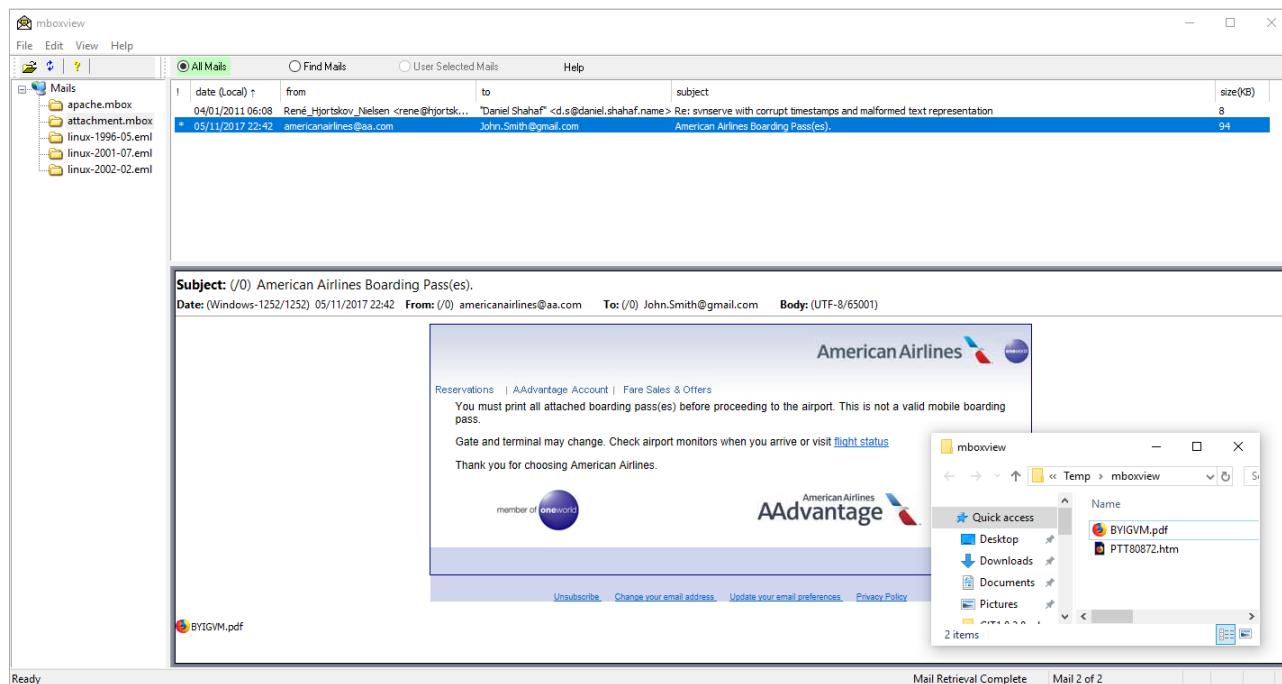 mboxview
File Edit View Help
All Mails Find Mails User Selected Mails Help
Mails
apache.mbox
attachment.mbox
linux-1996-05.eml
linux-2001-07.eml
linux-2002-02.eml
! date (Local) ↑ from to subject size(KB)
04/01/2011 06:08 René_Hjortskov_Nielsen <rene@hjortsk... "Daniel Shahaf" <d.s@daniel.shahaf.name> Re: svnserve with corrupt timestamps and malformed text representation 8
* 05/11/2017 22:42 americanairlines@aa.com John.Smith@gmail.com American Airlines Boarding Pass(es). 94
Subject: (/0) American Airlines Boarding Pass(es).
Date: (Windows-1252/1252) 05/11/2017 22:42 From: (/0) americanairlines@aa.com To: (/0) John.Smith@gmail.com Body: (UTF-8/65001)
American Airlines oneworld
Reservations | AAdvantage Account | Fare Sales & Offers
You must print all attached boarding pass(es) before proceeding to the airport. This is not a valid mobile boarding
pass.
Gate and terminal may change. Check airport monitors when you arrive or visit flight status
Thank you for choosing American Airlines.
member of oneworld
American Airlines
AAdvantage
Unsubscribe Change your email address Update your email preferences Privacy Policy
BYIGVM.pdf
mboxview
« Temp > mboxview
Quick access
Desktop
Downloads
Documents
Pictures
Name
BYIGVM.pdf
PTT80872.htm
2 items
Ready Mail Retrieval Complete Mail 2 of 2